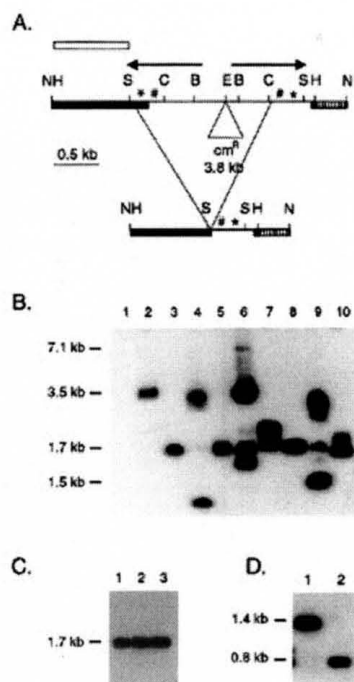 A.
NH S * # C B E B C # * S H N
cmR
0.5 kb
3.8 kb
NH S # * S H N
B. 1 2 3 4 5 6 7 8 9 10
7.1 kb
3.5 kb
1.7 kb
1.5 kb
C. 1 2 3
1.7 kb
D. 1 2
1.4 kb
0.8 kb